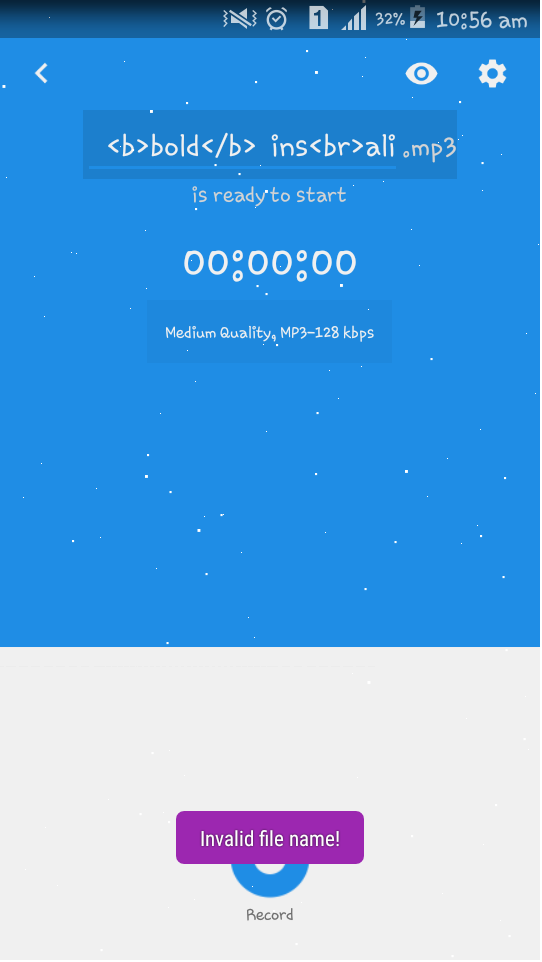 1 32% 10:56 am
<b>bold</b> ins<br>ali .mp3
is ready to start
00:00:00
Medium Quality, MP3-128 kbps
Invalid file name!
Record